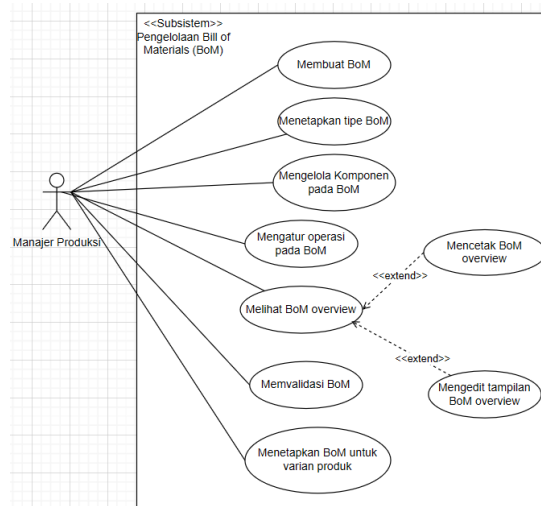 <<Subsistem>>
Pengelolaan Bill of
Materials (BoM)
Membuat BoM
Menetapkan tipe BoM
Mengelola Komponen
pada BoM
Manajer Produksi
Mengatur operasi
pada BoM
Mencetak BoM
overview
<<extend>>
Melihat BoM overview
<<extend>>
Mengedit tampilan
BoM overview
Memvalidasi BoM
Menetapkan BoM untuk
varian produk